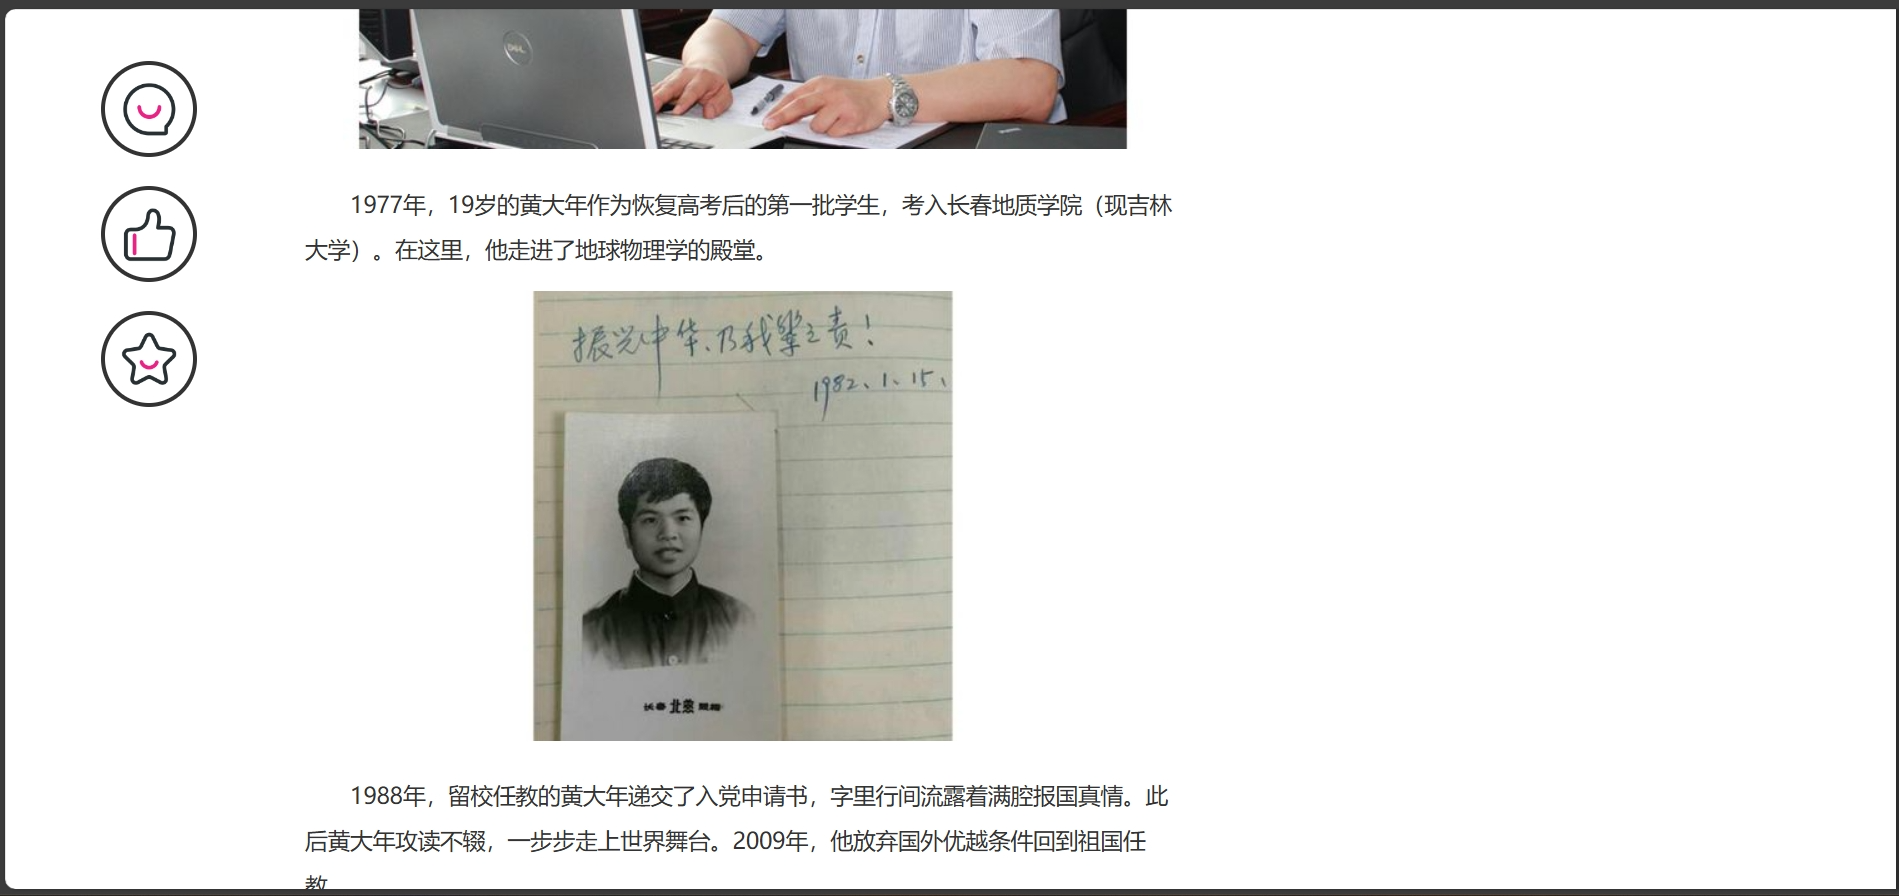 DELL
1977年，19岁的黄大年作为恢复高考后的第一批学生，考入长春地质学院（现吉林
大学）。在这里，他走进了地球物理学的殿堂。
振兴中华、乃我辈之责！
1982、1、15、
长春 北燕 照相
1988年，留校任教的黄大年递交了入党申请书，字里行间流露着满腔报国真情。此
后黄大年攻读不辍，一步步走上世界舞台。2009年，他放弃国外优越条件回到祖国任
教